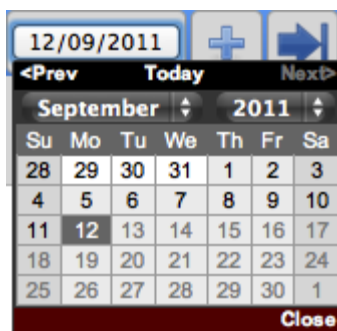 12/09/2011
<Prev Today Next>
September 2011
Su Mo Tu We Th Fr Sa
28 29 30 31 1 2 3
4 5 6 7 8 9 10
11 12 13 14 15 16 17
18 19 20 21 22 23 24
25 26 27 28 29 30 1
Close